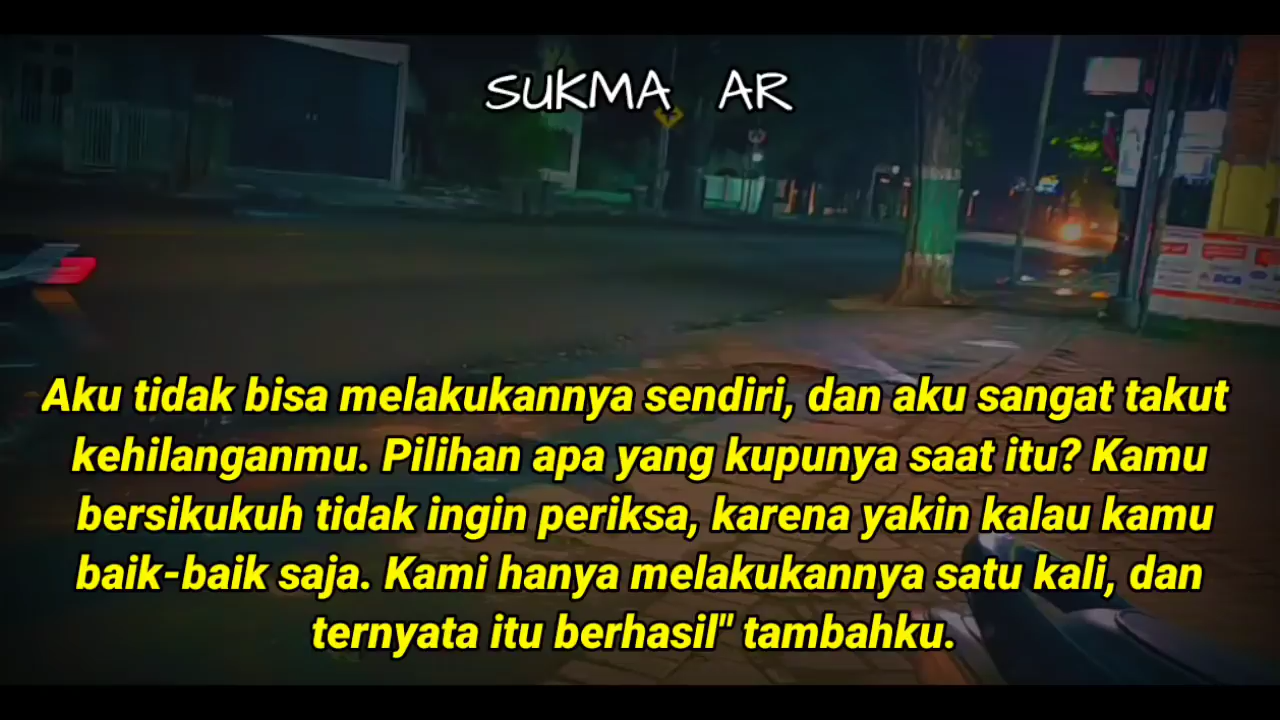 SUKMA AR
Aku tidak bisa melakukannya sendiri, dan aku sangat takut
kehilanganmu. Pilihan apa yang kupunya saat itu? Kamu
bersikukuh tidak ingin periksa, karena yakin kalau kamu
baik-baik saja. Kami hanya melakukannya satu kali, dan
ternyata itu berhasil" tambahku.
BCA